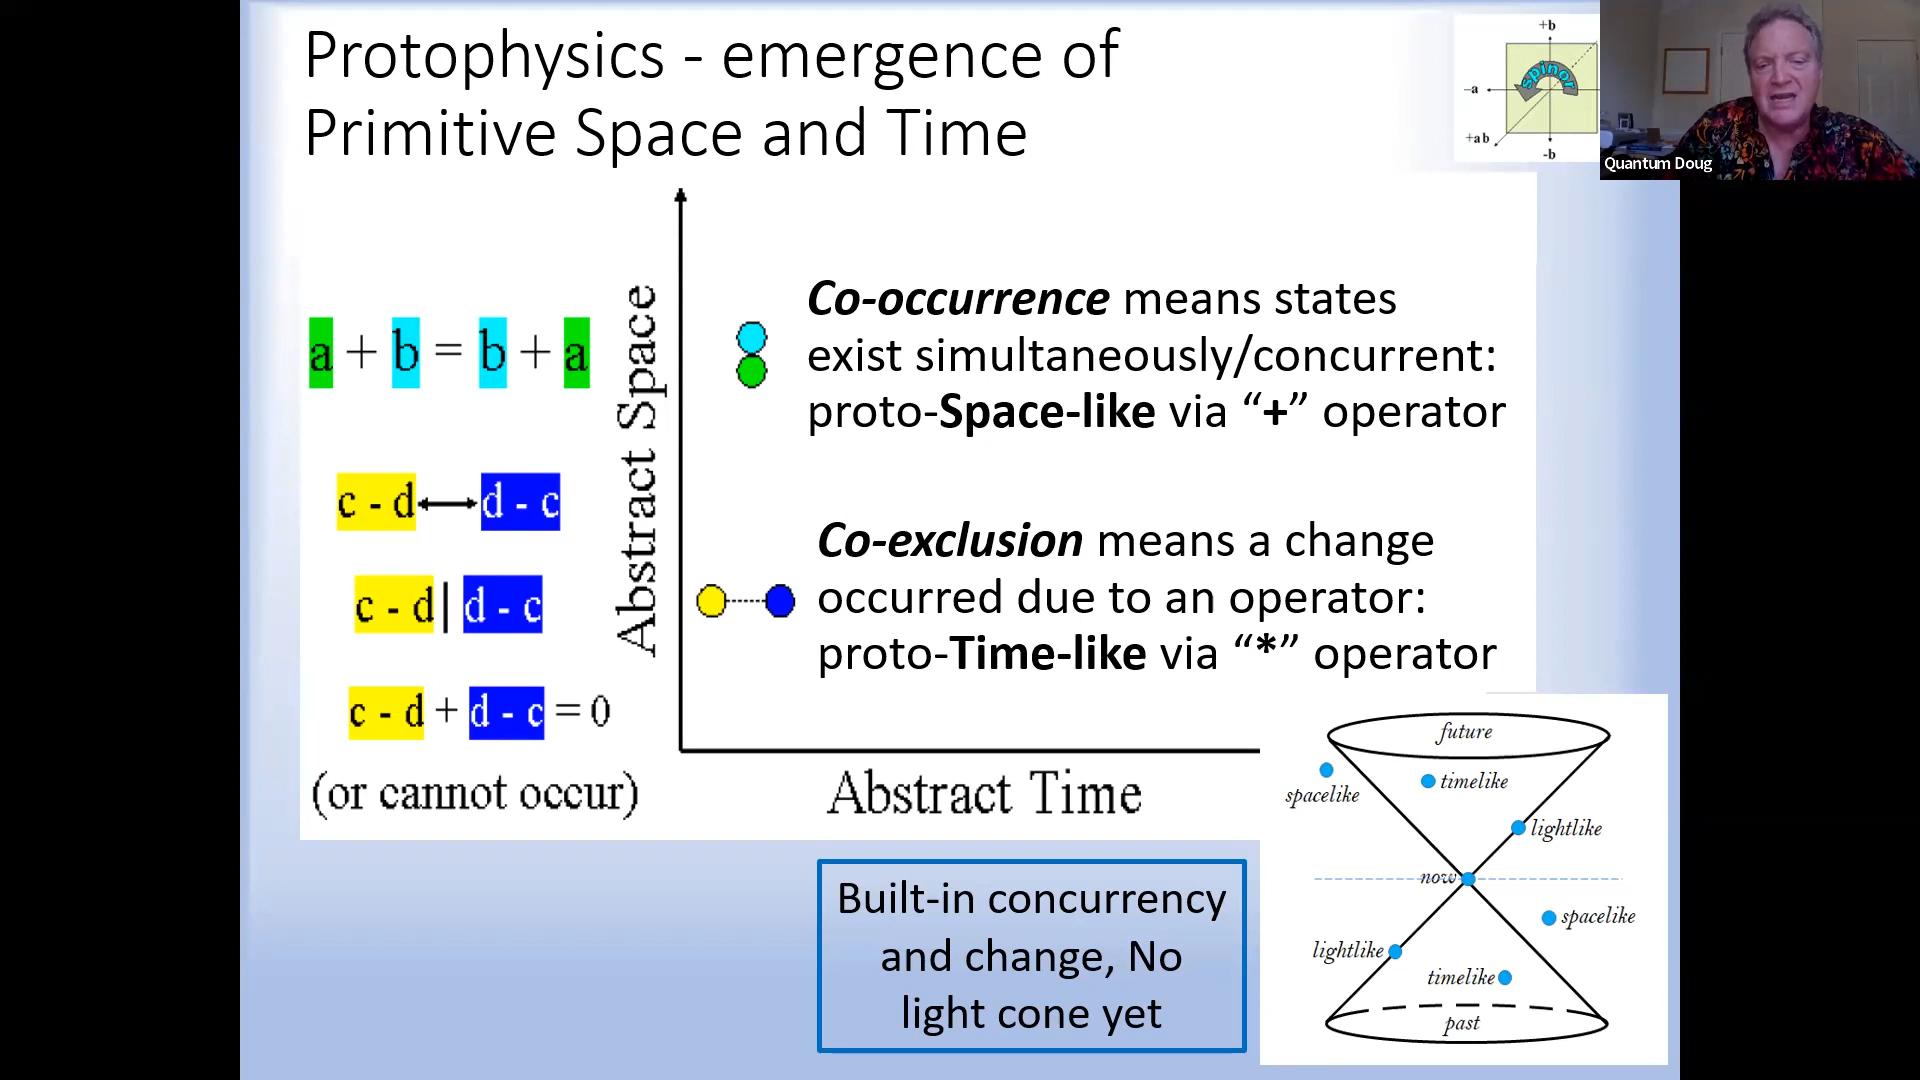 Protophysics - emergence of
Primitive Space and Time
+b
-a
spinor
+ab
-b
Quantum Doug
a + b = b + a
c - d d - c
c - d | d - c
c - d + d - c = 0
(or cannot occur)
Abstract Space
Abstract Time
Co-occurrence means states
exist simultaneously/concurrent:
proto-Space-like via “+” operator
Co-exclusion means a change
occurred due to an operator:
proto-Time-like via “*” operator
Built-in concurrency
and change, No
light cone yet
future
timelike
spacelike
lightlike
now
spacelike
lightlike
timelike
past